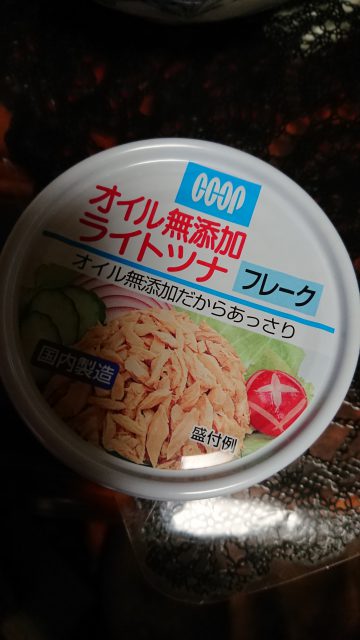 COOP
オイル無添加
ライトツナ
フレーク
オイル無添加だからあっさり
国内製造
盛付例